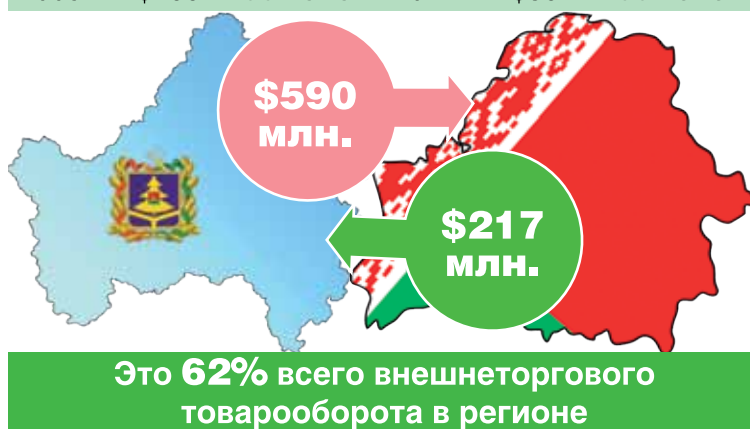 $590
млн.
$217
млн.
Это 62% всего внешнеторгового
товарооборота в регионе